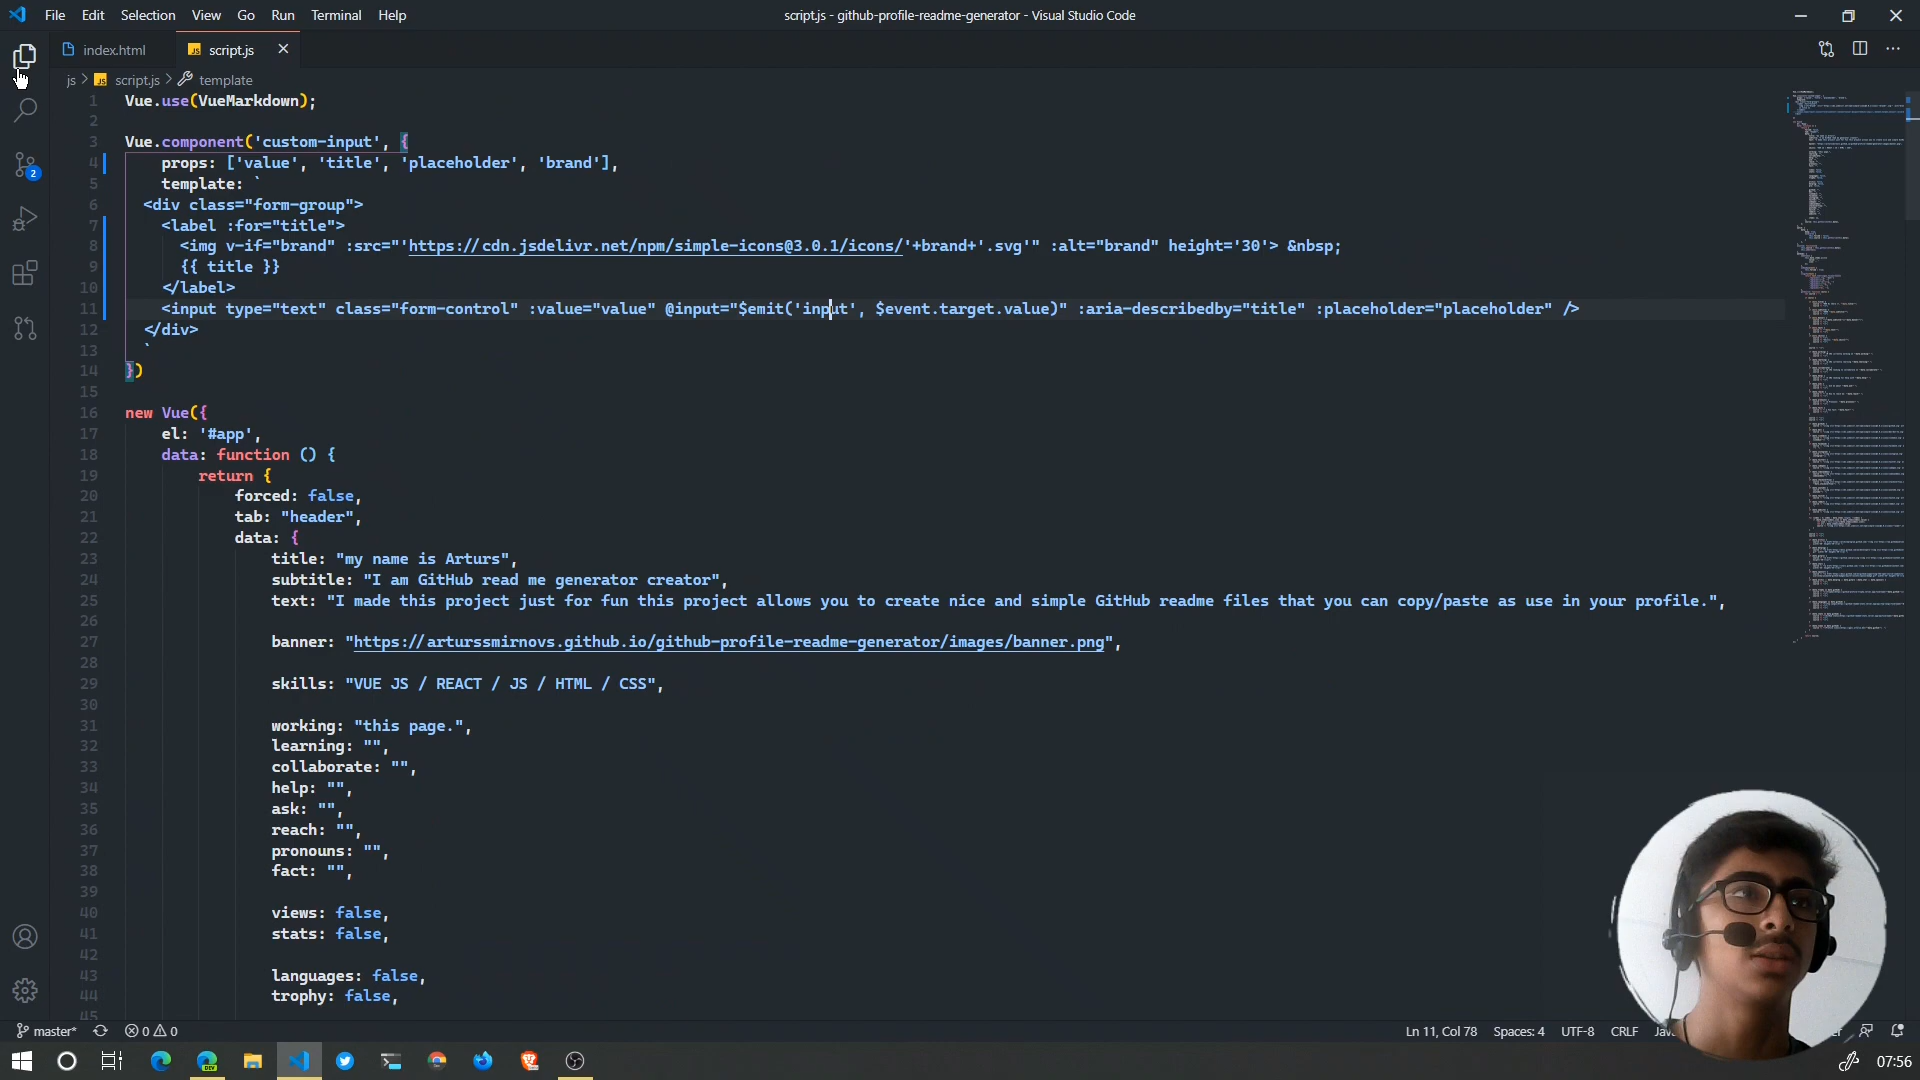 File Edit Selection View Go Run Terminal Help
script.js - github-profile-readme-generator - Visual Studio Code
index.html
JS script.js
js > JS script.js > template
1 Vue.use(VueMarkdown);
2
3 Vue.component('custom-input', {
4 props: ['value', 'title', 'placeholder', 'brand'],
5 template: `
6 <div class="form-group">
7 <label :for="title">
8 <img v-if="brand" :src="'https://cdn.jsdelivr.net/npm/simple-icons@3.0.1/icons/'+brand+'.svg'" :alt="brand" height='30'> &nbsp;
9 {{ title }}
10 </label>
11 <input type="text" class="form-control" :value="value" @input="$emit('input', $event.target.value)" :aria-describedby="title" :placeholder="placeholder" />
12 </div>
13 `
14 })
15
16 new Vue({
17 el: '#app',
18 data: function () {
19 return {
20 forced: false,
21 tab: "header",
22 data: {
23 title: "my name is Arturs",
24 subtitle: "I am GitHub read me generator creator",
25 text: "I made this project just for fun this project allows you to create nice and simple GitHub readme files that you can copy/paste as use in your profile.",
26
27 banner: "https://arturssmirnovs.github.io/github-profile-readme-generator/images/banner.png",
28
29 skills: "VUE JS / REACT / JS / HTML / CSS",
30
31 working: "this page.",
32 learning: "",
33 collaborate: "",
34 help: "",
35 ask: "",
36 reach: "",
37 pronouns: "",
38 fact: "",
39
40 views: false,
41 stats: false,
42
43 languages: false,
44 trophy: false,
45
2
master* 0 0
Ln 11, Col 78 Spaces: 4 UTF-8 CRLF
DEV
07:56